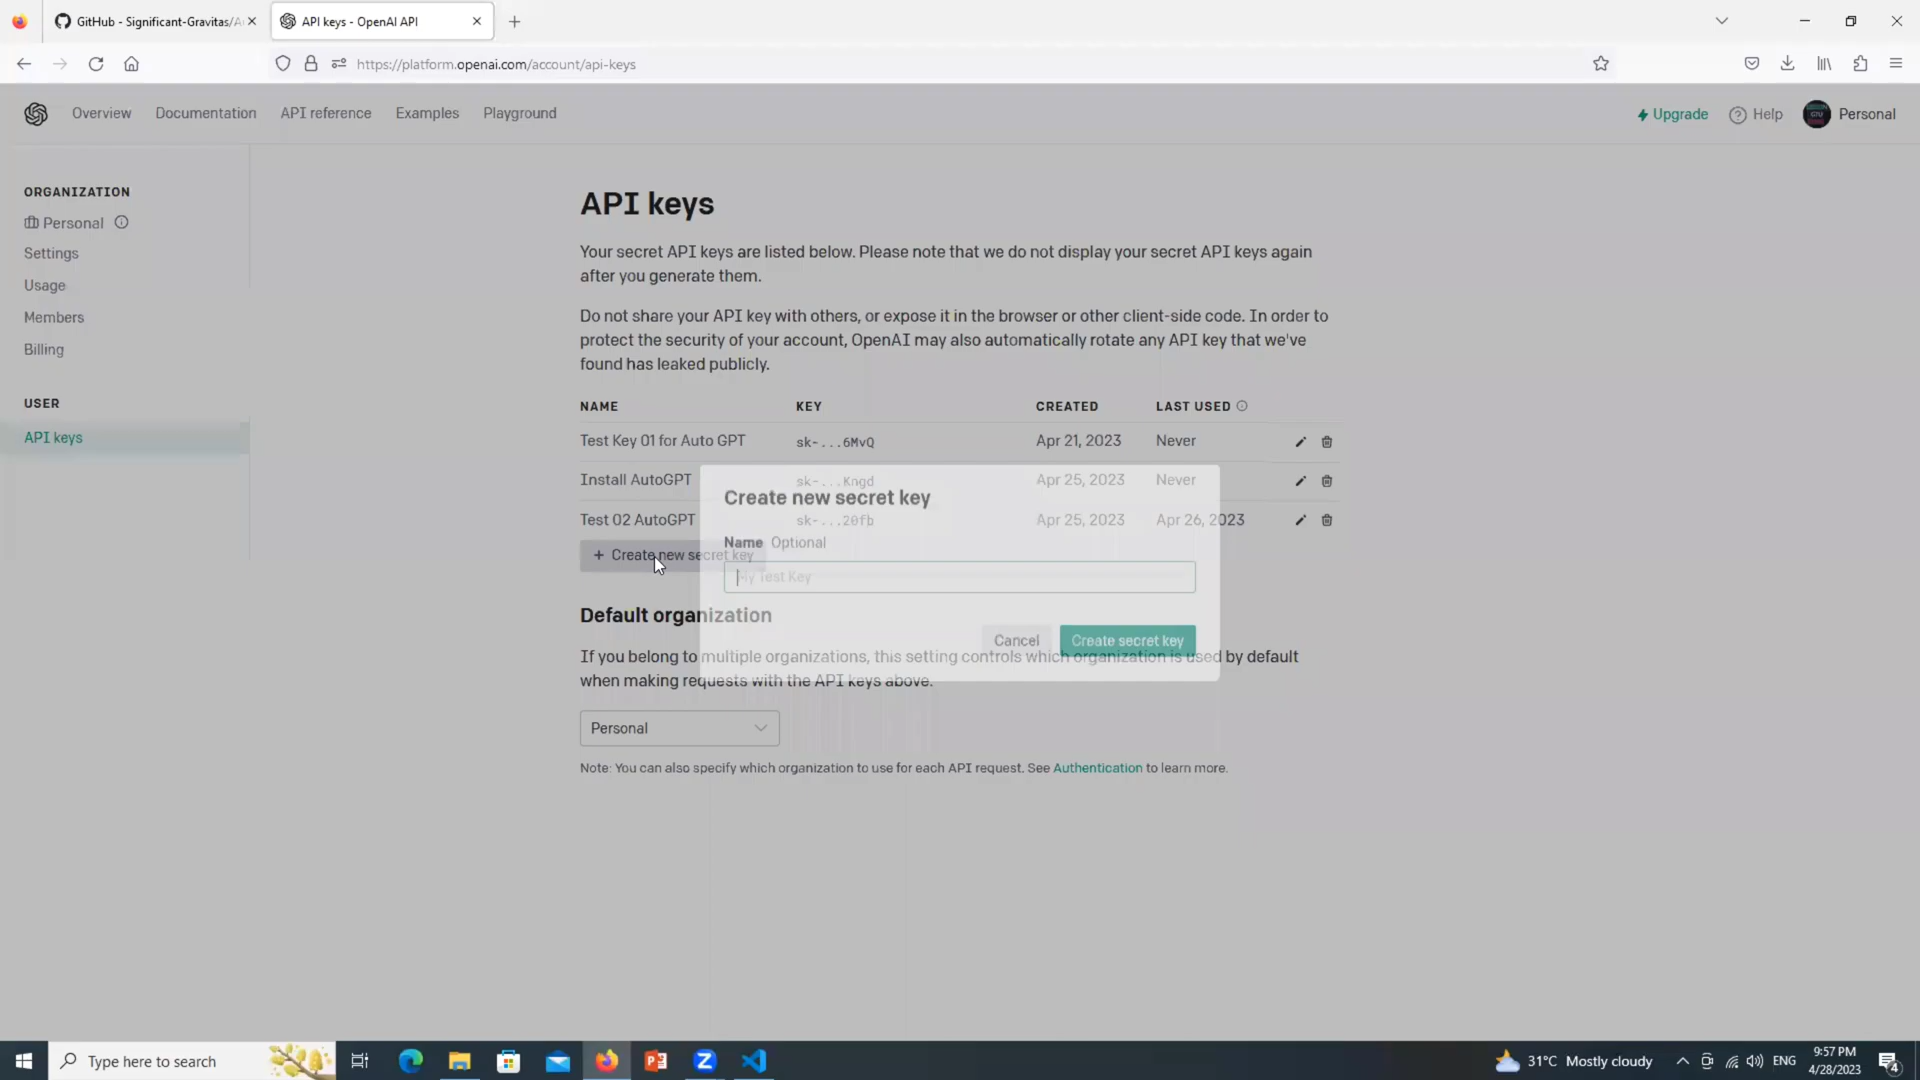 GitHub - Significant-Gravitas/A
API keys - OpenAI API
https://platform.openai.com/account/api-keys
Overview
Documentation
API reference
Examples
Playground
Upgrade
Help
Personal
ORGANIZATION
Personal
Settings
Usage
Members
Billing
USER
API keys
API keys
Your secret API keys are listed below. Please note that we do not display your secret API keys again
after you generate them.
Do not share your API key with others, or expose it in the browser or other client-side code. In order to
protect the security of your account, OpenAI may also automatically rotate any API key that we've
found has leaked publicly.
NAME KEY CREATED LAST USED
Test Key 01 for Auto GPT sk-...6MvQ Apr 21, 2023 Never
Install AutoGPT sk-...Kngd Apr 25, 2023 Never
Test 02 AutoGPT sk-...20fb Apr 25, 2023 Apr 26, 2023
+ Create new secret key
Create new secret key
Name Optional
My Test Key
Cancel
Create secret key
Default organization
If you belong to multiple organizations, this setting controls which organization is used by default
when making requests with the API keys above.
Personal
Note: You can also specify which organization to use for each API request. See Authentication to learn more.
Type here to search
31°C Mostly cloudy
ENG
9:57 PM
4/28/2023
4